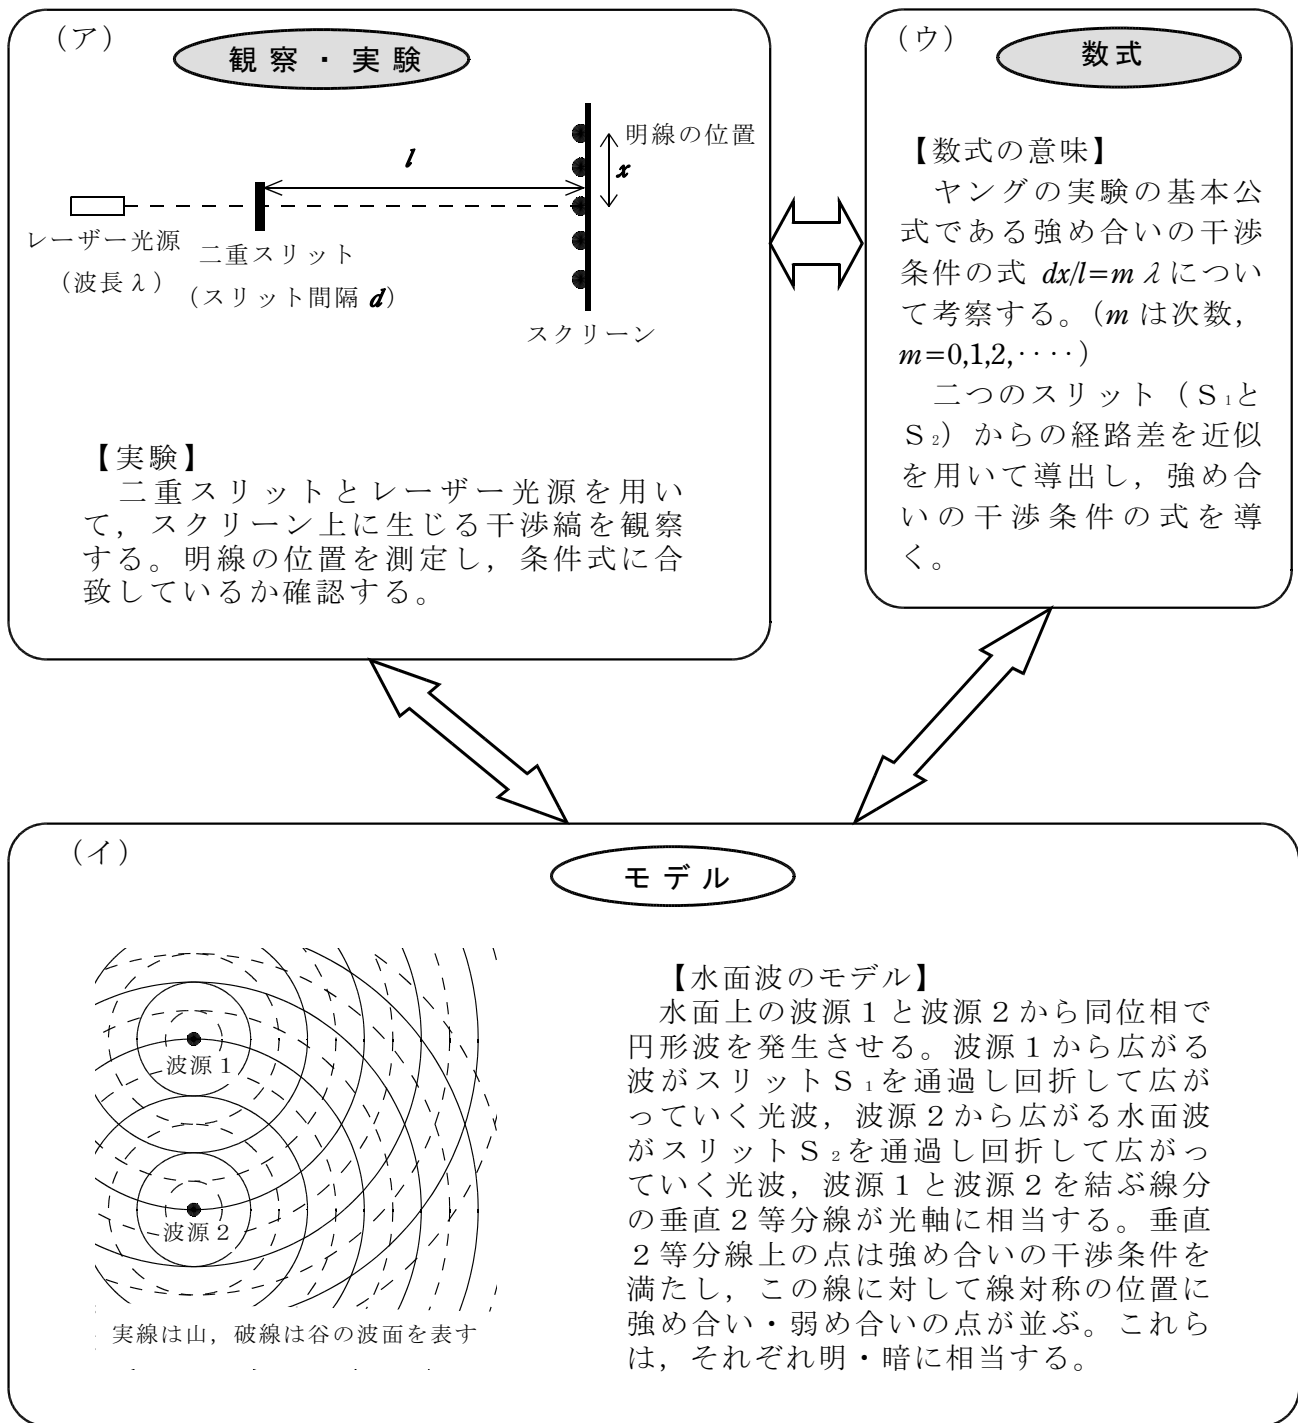 (ア)
観察・実験
明線の位置
l
x
レーザー光源
(波長λ)
二重スリット
(スリット間隔 d)
スクリーン
【実験】
二重スリットとレーザー光源を用い
て，スクリーン上に生じる干渉縞を観察
する。明線の位置を測定し，条件式に合
致しているか確認する。
(ウ)
数式
【数式の意味】
ヤングの実験の基本公
式である強め合いの干渉
条件の式 dx/l=mλについ
て考察する。(m は次数，
m=0,1,2,‥‥)
二つのスリット（Ｓ₁と
Ｓ₂）からの経路差を近似
を用いて導出し，強め合
いの干渉条件の式を導
く。
(イ)
モデル
波源１
波源２
実線は山，破線は谷の波面を表す
【水面波のモデル】
水面上の波源１と波源２から同位相で
円形波を発生させる。波源１から広がる
波がスリットＳ₁を通過し回折して広が
っていく光波，波源２から広がる水面波
がスリットＳ₂を通過し回折して広がっ
ていく光波，波源１と波源２を結ぶ線分
の垂直２等分線が光軸に相当する。垂直
２等分線上の点は強め合いの干渉条件を
満たし，この線に対して線対称の位置に
強め合い・弱め合いの点が並ぶ。これら
は，それぞれ明・暗に相当する。